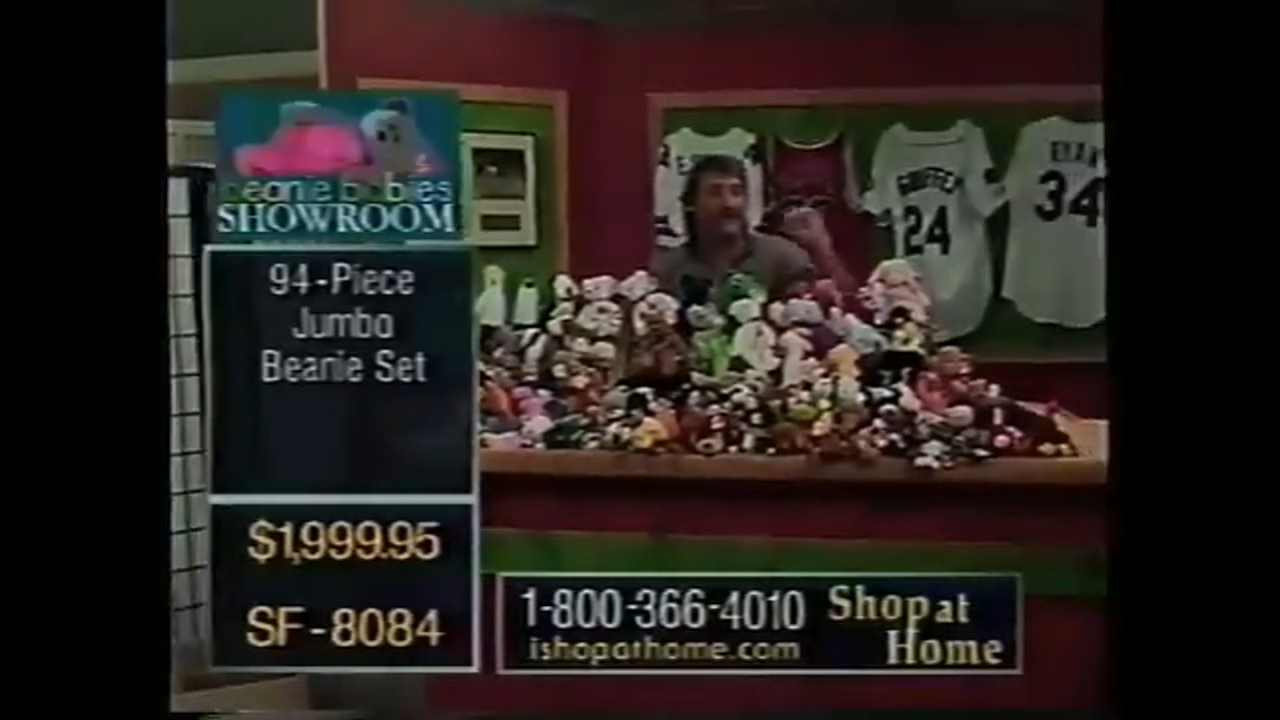 beanie babies
SHOWROOM
94-Piece
Jumbo
Beanie Set
$1,999.95
SF-8084
1-800-366-4010
ishopathome.com
Shop at
Home
GRIFFEY
24
RYAN
34